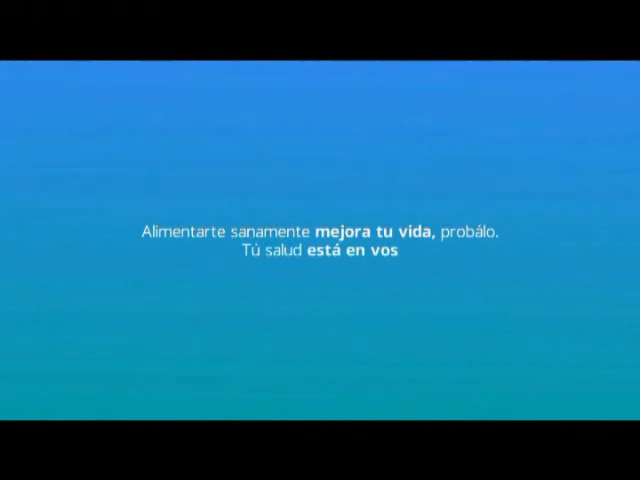 Alimentarte sanamente mejora tu vida, probálo.
Tú salud está en vos